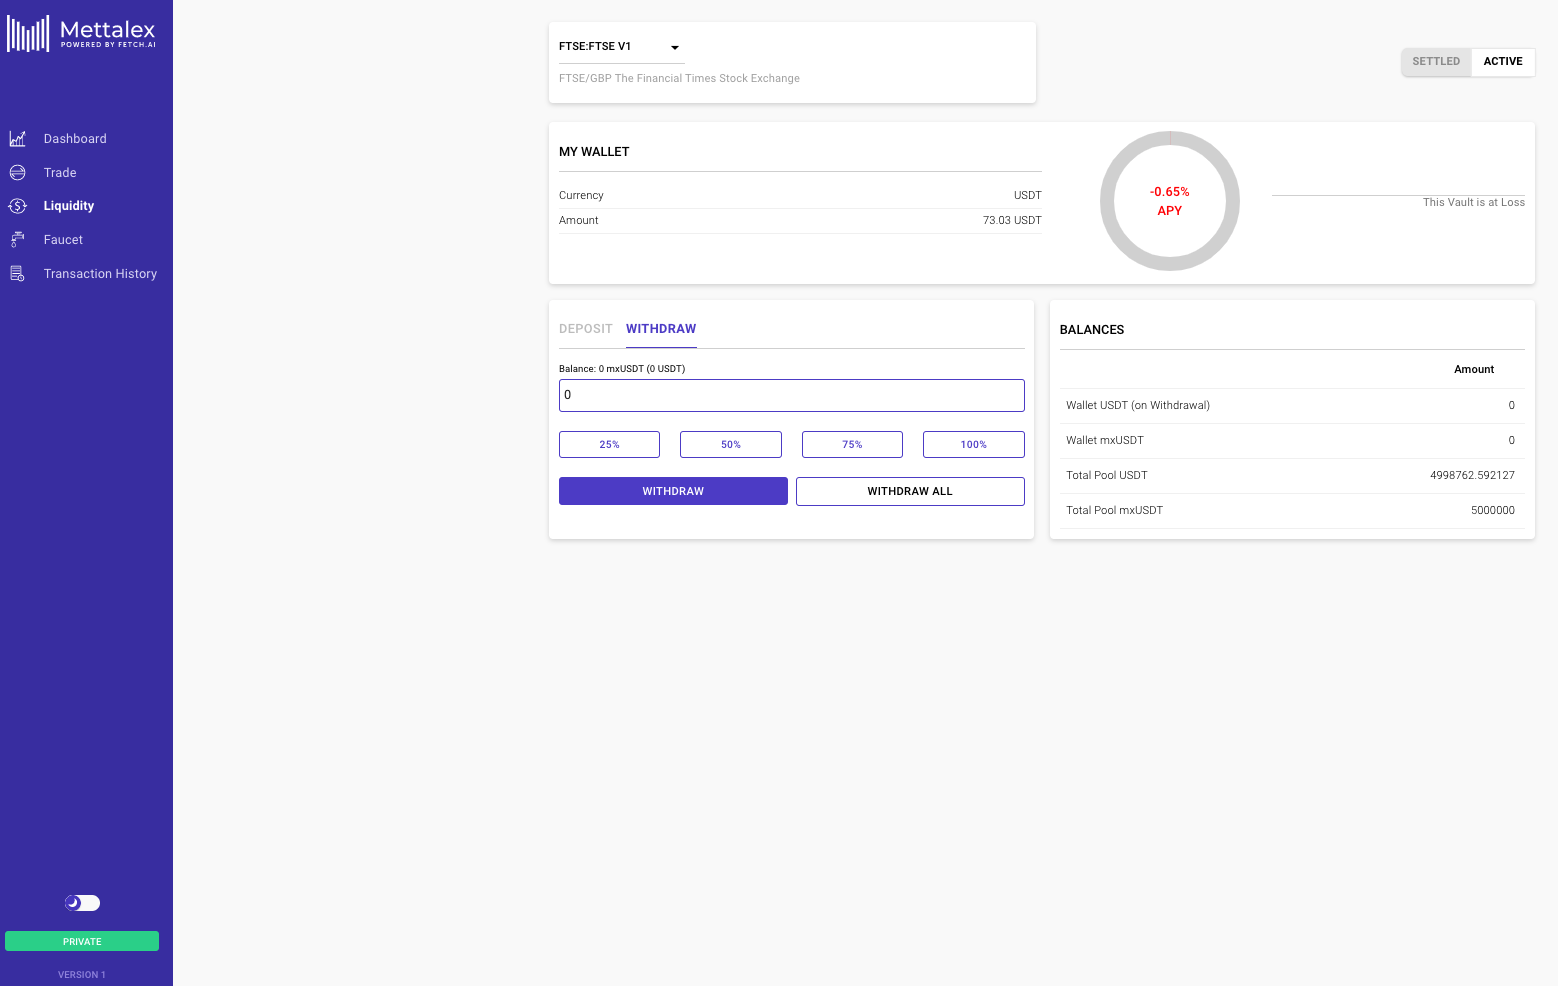 Mettalex
POWERED BY FETCH.AI
Dashboard
Trade
Liquidity
Faucet
Transaction History
PRIVATE
VERSION 1
FTSE:FTSE V1
FTSE/GBP The Financial Times Stock Exchange
SETTLED ACTIVE
MY WALLET
Currency USDT
Amount 73.03 USDT
-0.65%
APY
This Vault is at Loss
DEPOSIT WITHDRAW
Balance: 0 mxUSDT (0 USDT)
0
25% 50% 75% 100%
WITHDRAW WITHDRAW ALL
BALANCES
Amount
Wallet USDT (on Withdrawal) 0
Wallet mxUSDT 0
Total Pool USDT 4998762.592127
Total Pool mxUSDT 5000000